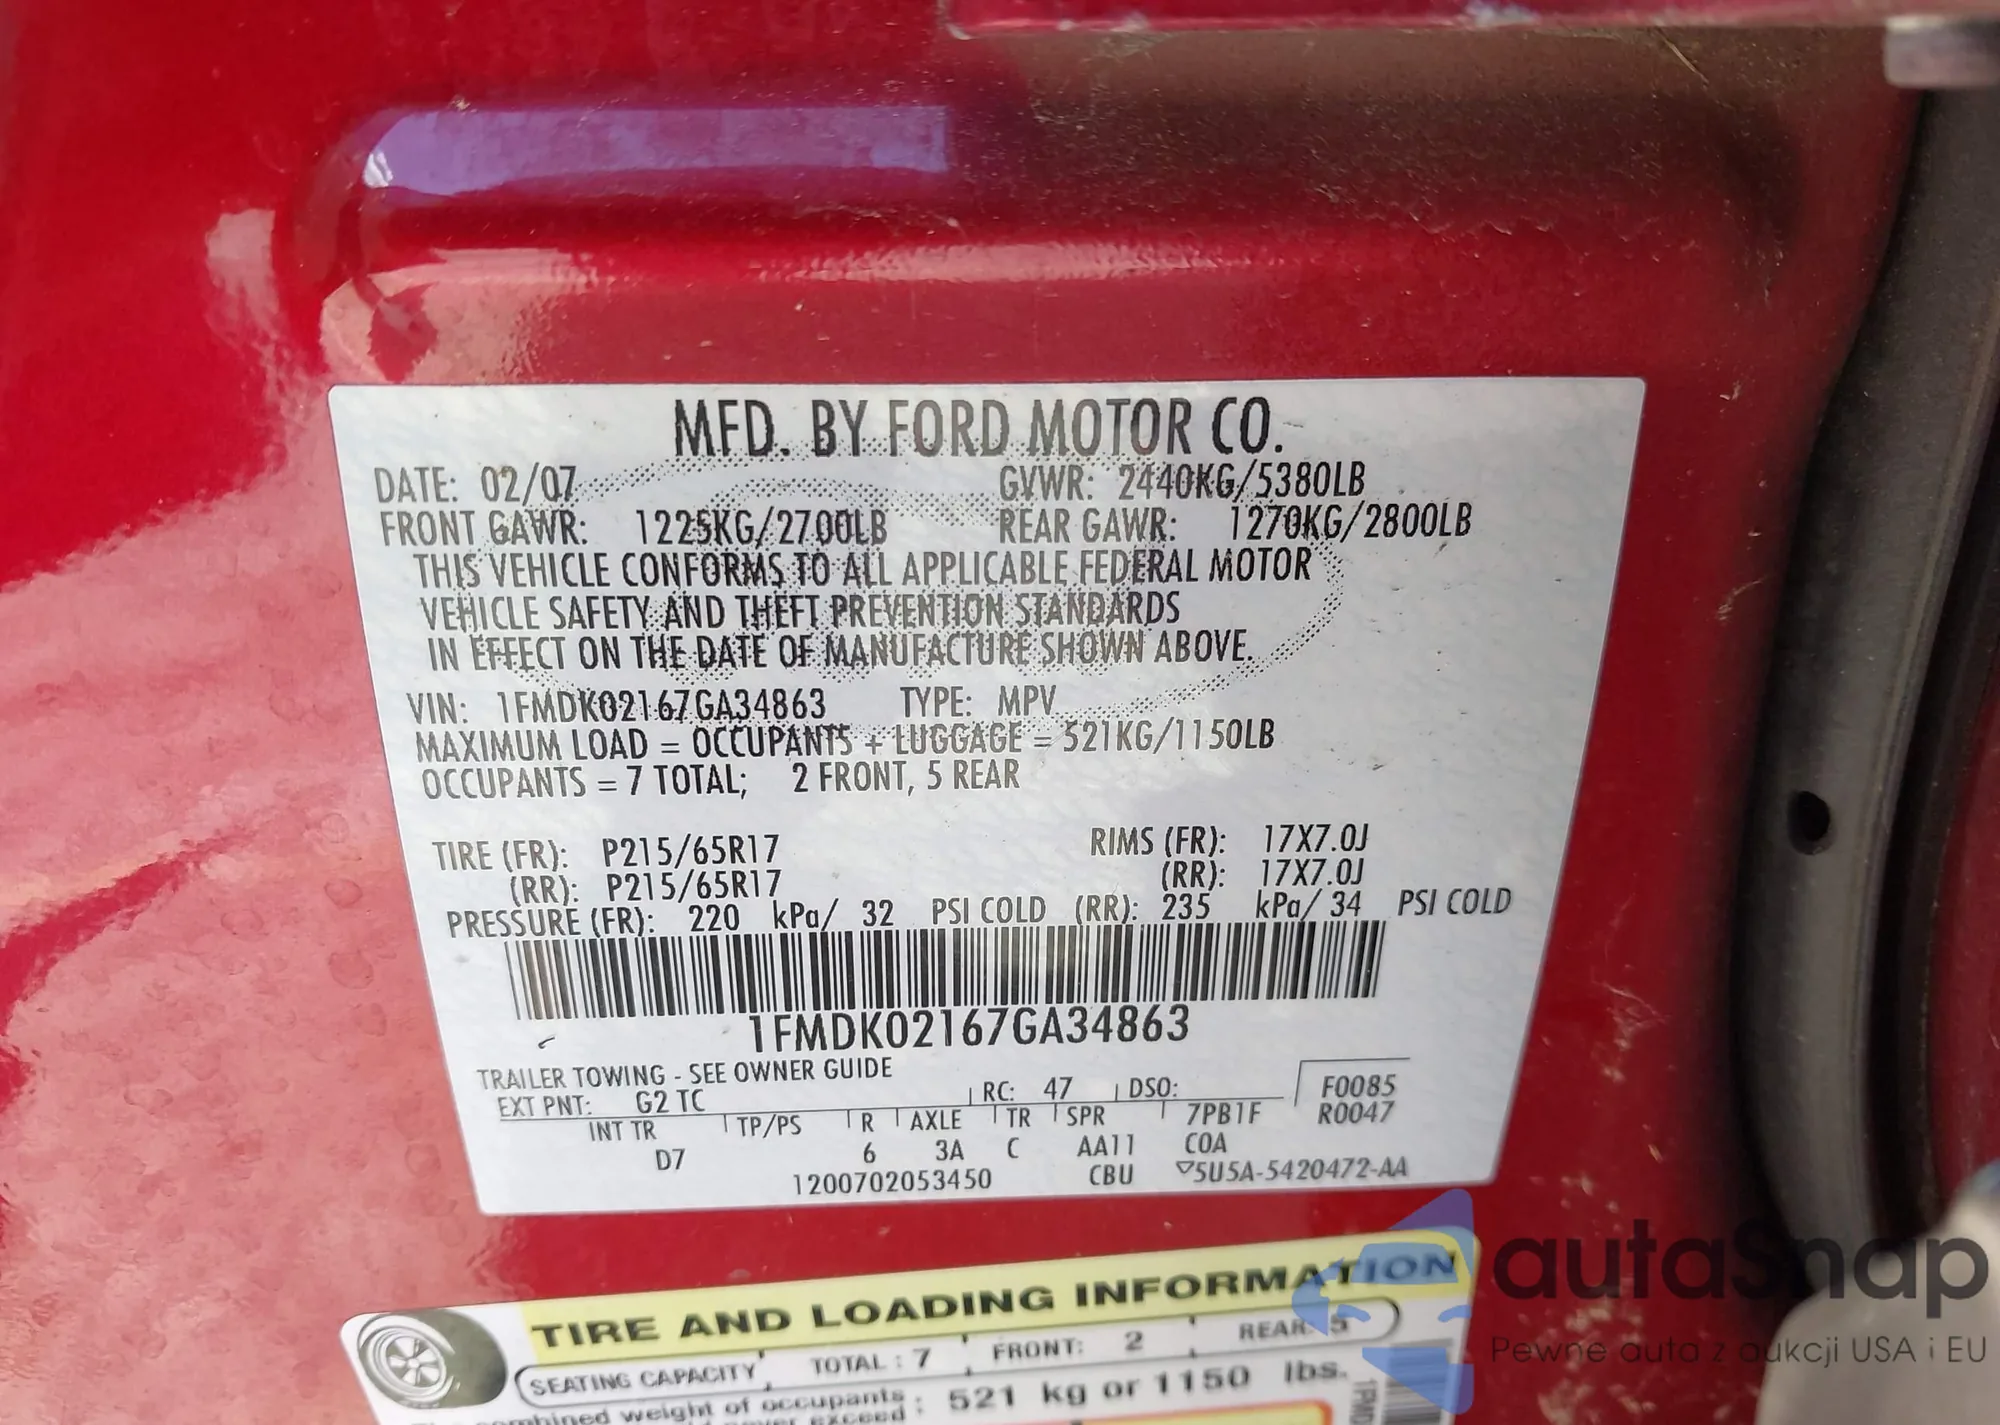 MFD. BY FORD MOTOR CO.
DATE: 02/07 GVWR: 2440KG/5380LB
FRONT GAWR: 1225KG/2700LB REAR GAWR: 1270KG/2800LB
THIS VEHICLE CONFORMS TO ALL APPLICABLE FEDERAL MOTOR
VEHICLE SAFETY AND THEFT PREVENTION STANDARDS
IN EFFECT ON THE DATE OF MANUFACTURE SHOWN ABOVE.
VIN: 1FMDK02167GA34863 TYPE: MPV
MAXIMUM LOAD = OCCUPANTS + LUGGAGE = 521KG/1150LB
OCCUPANTS = 7 TOTAL; 2 FRONT, 5 REAR
TIRE (FR): P215/65R17 RIMS (FR): 17X7.0J
(RR): P215/65R17 (RR): 17X7.0J
PRESSURE (FR): 220 kPa/ 32 PSI COLD (RR): 235 kPa/ 34 PSI COLD
1FMDK02167GA34863
TRAILER TOWING - SEE OWNER GUIDE
EXT PNT: G2 TC RC: 47 DSO: F0085
INT TR TP/PS R AXLE TR SPR 7PB1F R0047
D7 6 3A C AA11 C0A
1200702053450 CBU 5U5A-5420472-AA
TIRE AND LOADING INFORMATION
SEATING CAPACITY TOTAL : 7 FRONT: 2 REAR: 5
combined weight of occupants : 521 kg or 1150 lbs.
exceed
1FMD
autaSnap
Pewne auta z aukcji USA i EU